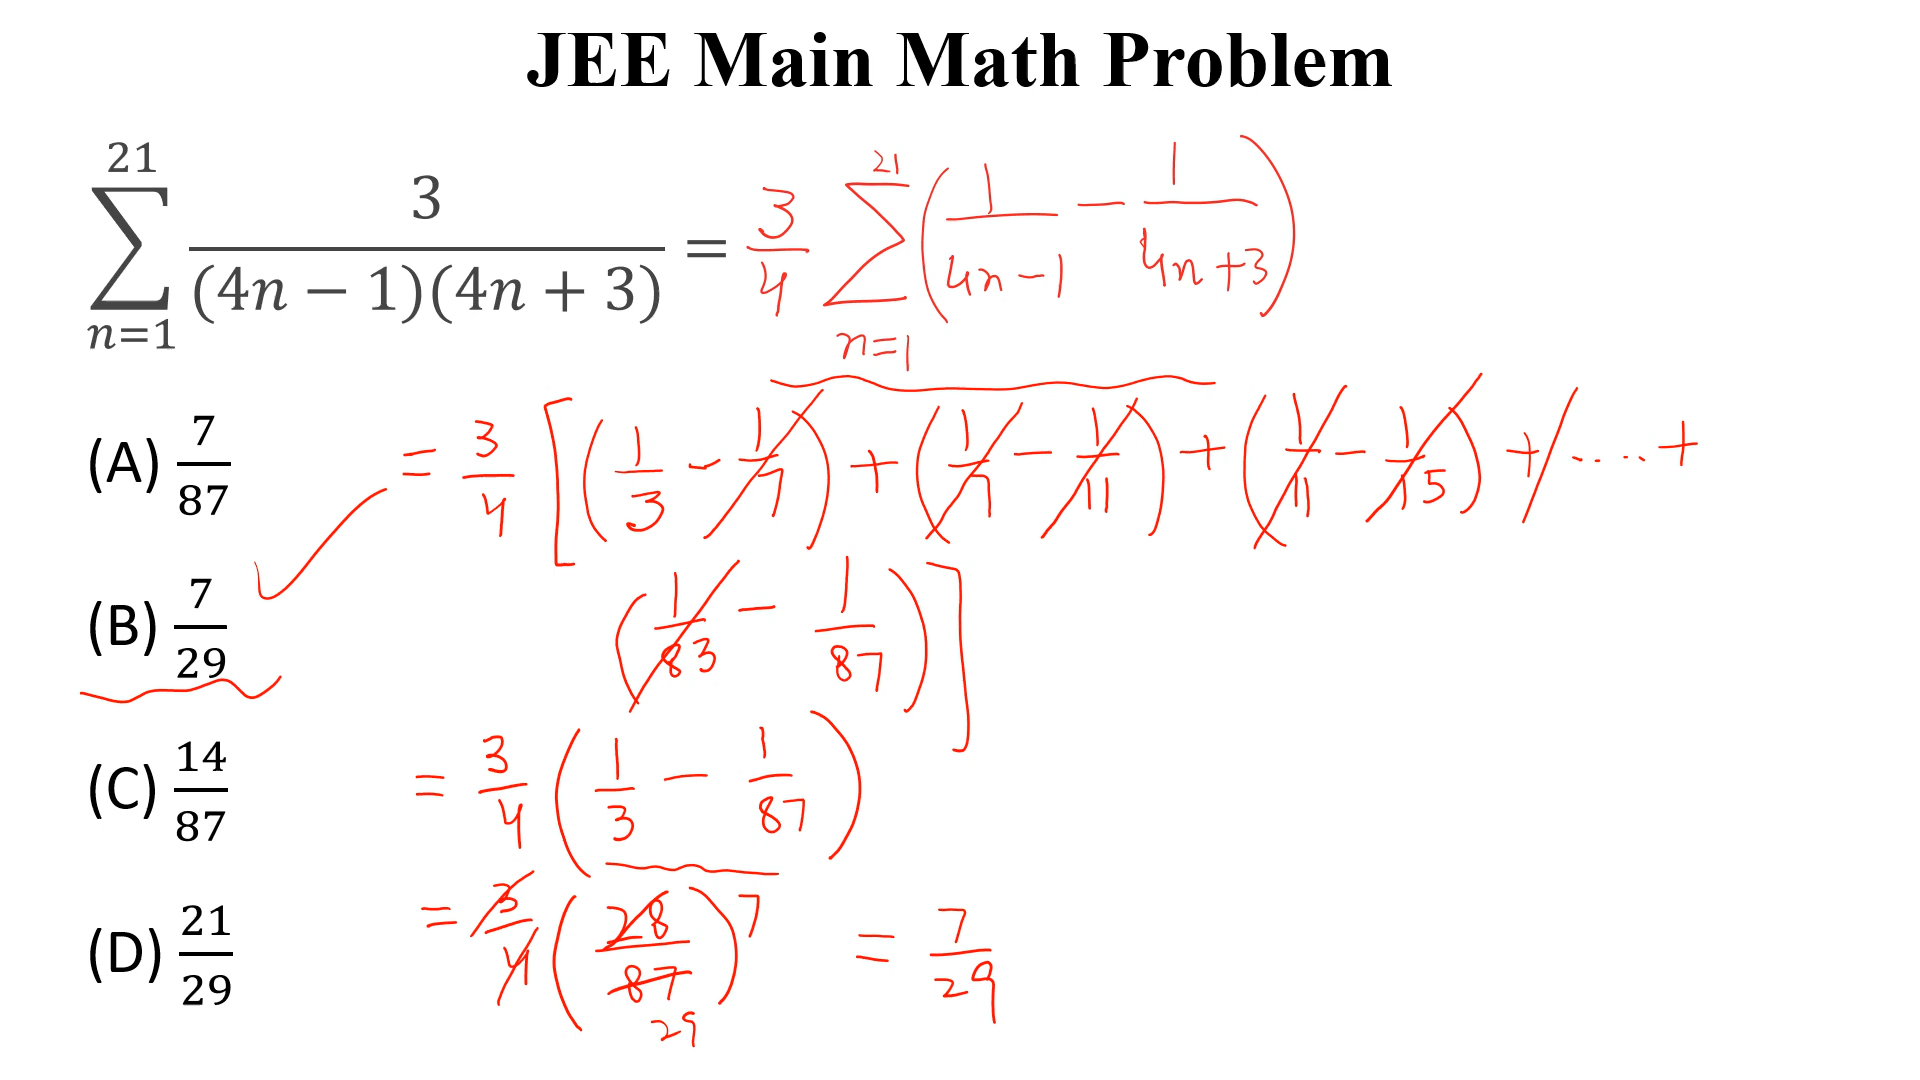 JEE Main Math Problem
∑_{n=1}^{21} 3/((4n − 1)(4n + 3)) = 3/4 ∑_{n=1}^{21} (1/(4n−1) − 1/(4n+3))
(A) 7/87
= 3/4 [(1/3 − 1/7) + (1/7 − 1/11) + (1/11 − 1/15) + ..... +
(B) 7/29
(1/83 − 1/87)]
(C) 14/87
= 3/4 (1/3 − 1/87)
(D) 21/29
= 3/4 (28/87) 7 29 = 7/29